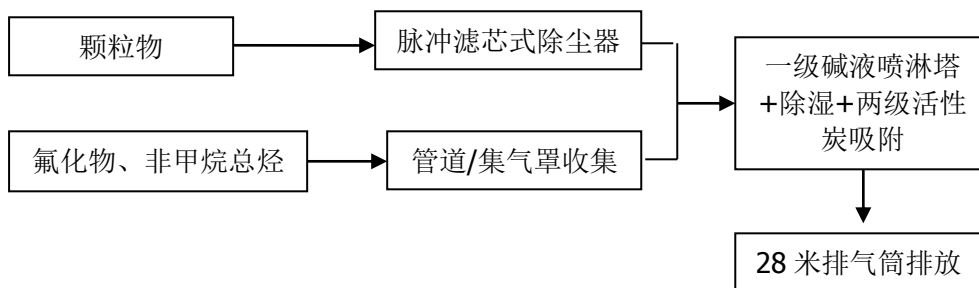 颗粒物
脉冲滤芯式除尘器
氟化物、非甲烷总烃
管道/集气罩收集
一级碱液喷淋塔
+除湿+两级活性
炭吸附
28 米排气筒排放